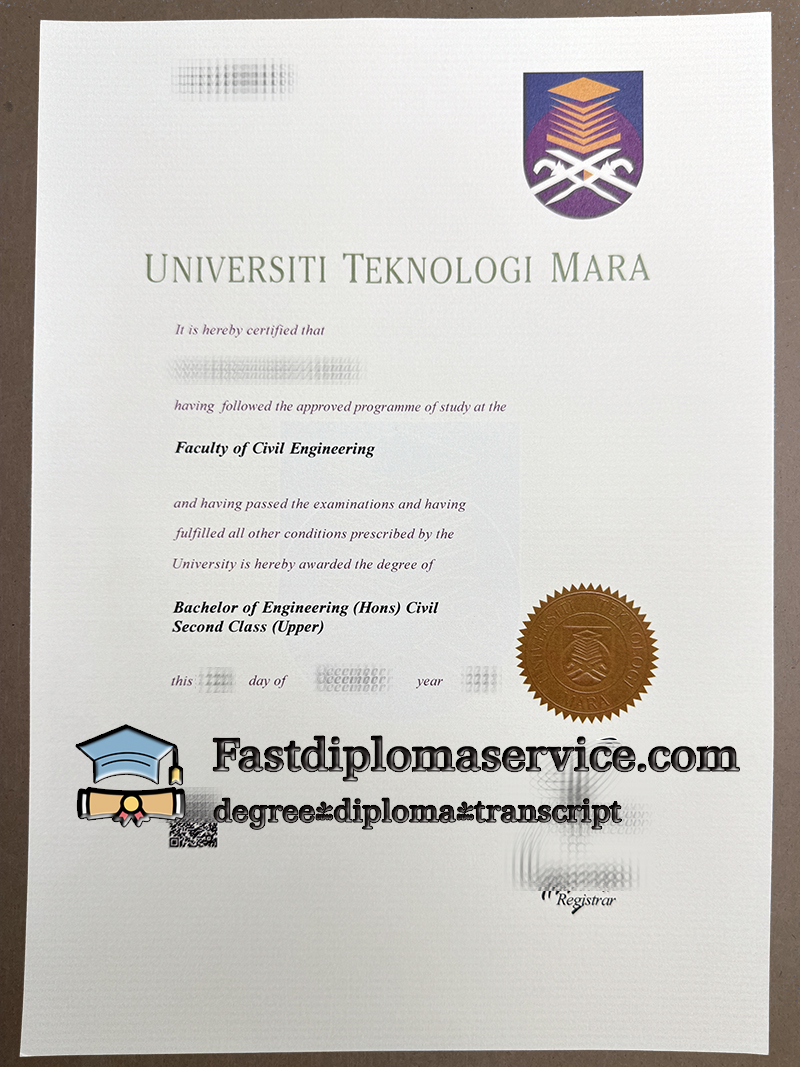 UNIVERSITI TEKNOLOGI MARA
It is hereby certified that
having followed the approved programme of study at the
Faculty of Civil Engineering
and having passed the examinations and having
fulfilled all other conditions prescribed by the
University is hereby awarded the degree of
Bachelor of Engineering (Hons) Civil
Second Class (Upper)
this day of year
UNIVERSITI TEKNOLOGI MARA
Fastdiplomaservice.com
degree diploma transcript
Registrar